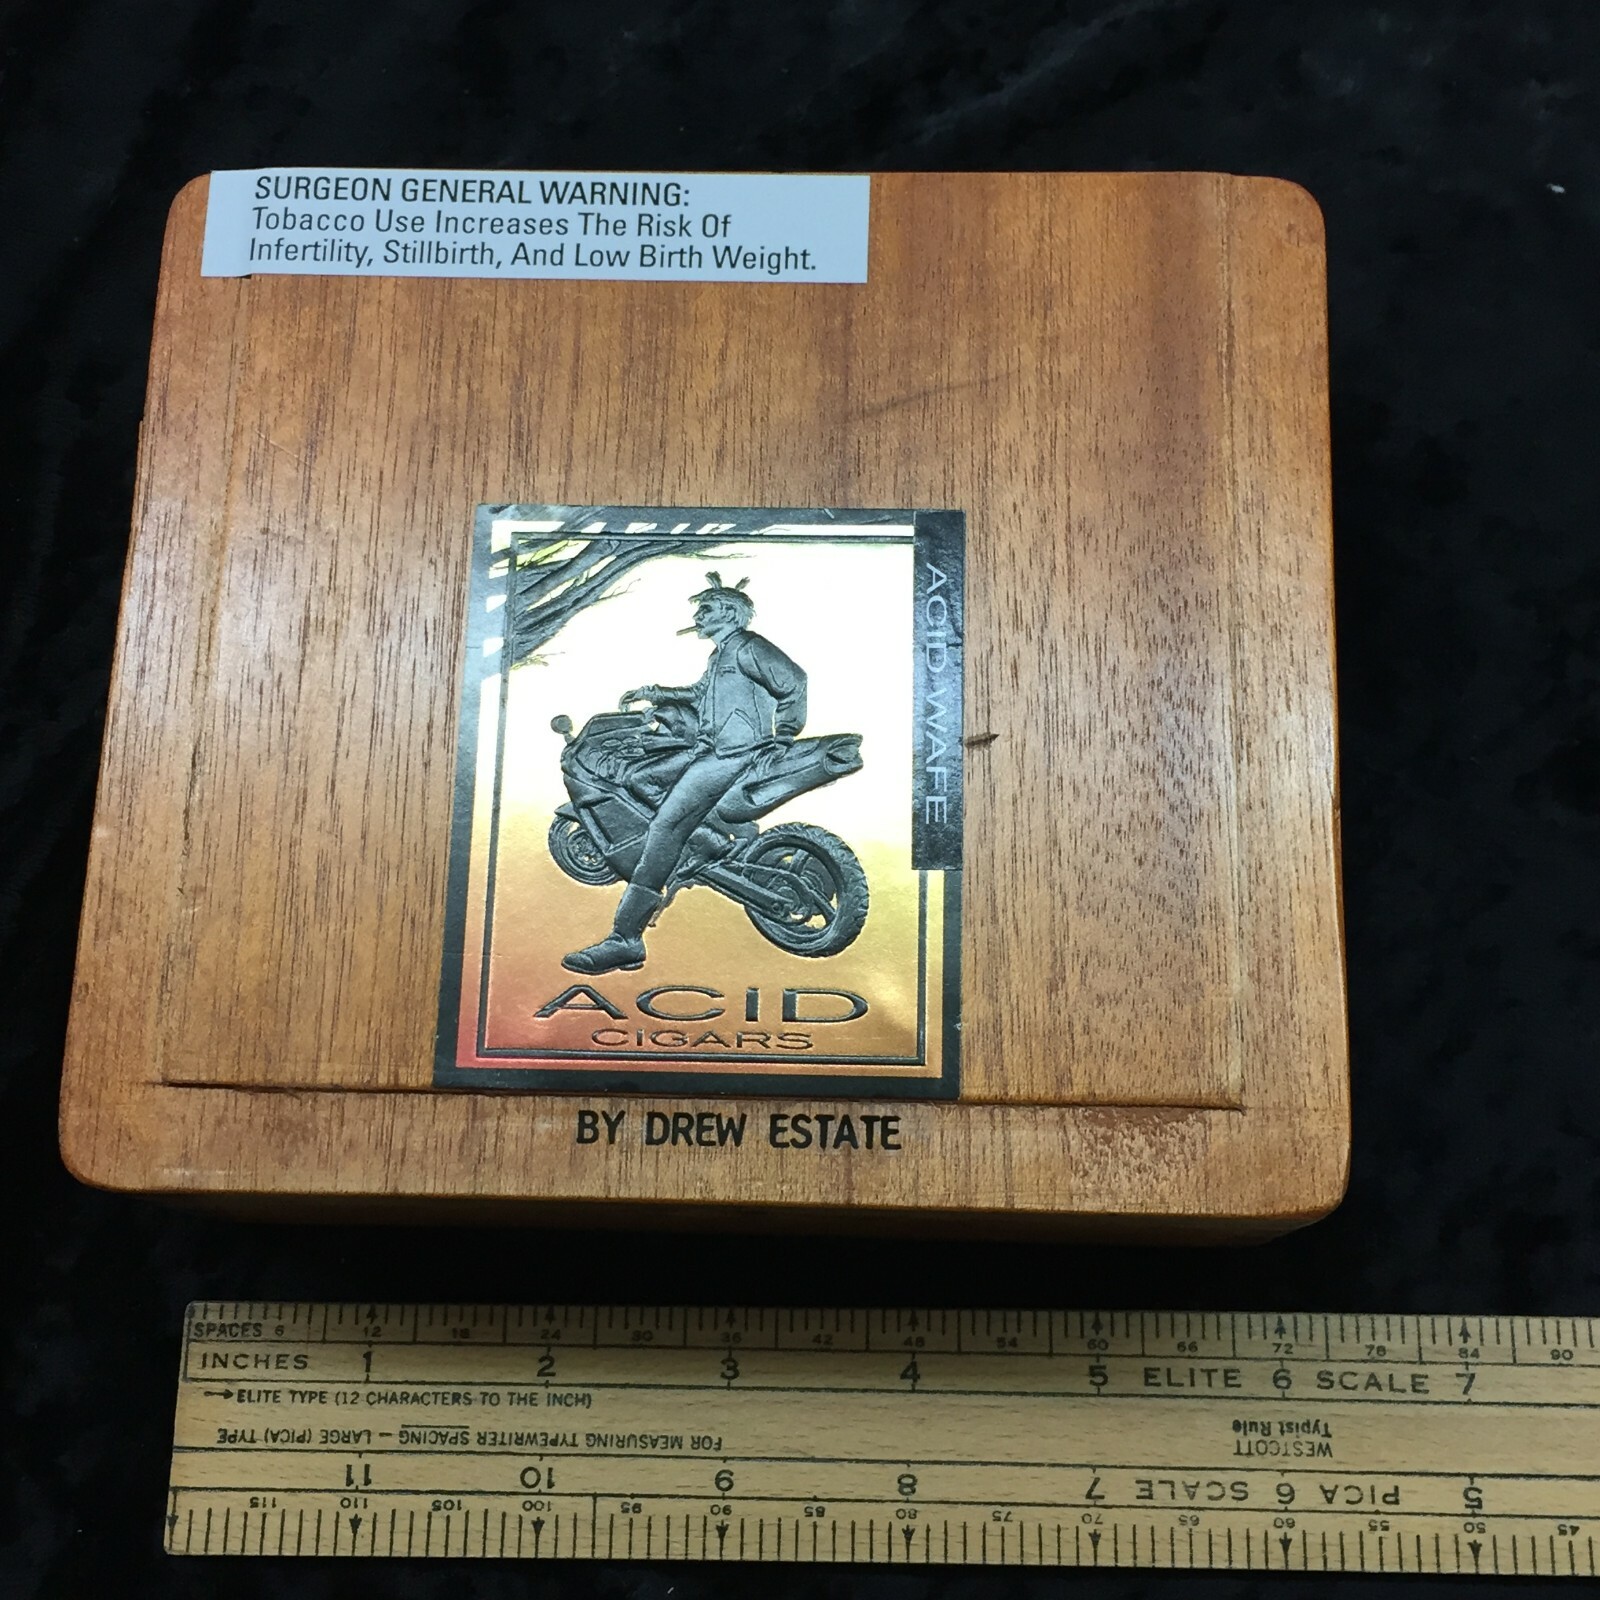 SURGEON GENERAL WARNING:
Tobacco Use Increases The Risk Of
Infertility, Stillbirth, And Low Birth Weight.
ACID WAFE
ACID
CIGARS
BY DREW ESTATE
SPACES 6 12 18 24 30 36 42 48 54 60 66 72 78 84 90
INCHES 1 2 3 4 5 ELITE 6 SCALE 7
ELITE TYPE (12 CHARACTERS TO THE INCH)
FOR MEASURING TYPEWRITER SPACING – LARGE (PICA) TYPE
WESTCOTT
Typist Rule
5 PICA 6 SCALE 7 8 9 10 11
45 50 55 60 65 70 75 80 85 90 95 100 105 110 115